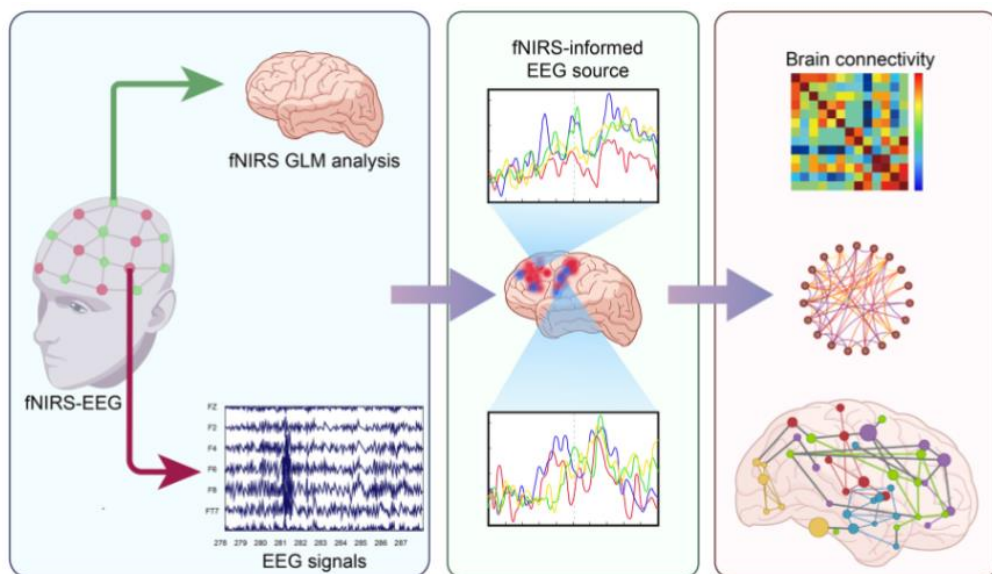 fNIRS GLM analysis
fNIRS-EEG
FZ
F2
F4
F6
F8
FT7
278 279 280 281 282 283 284 285 286 287
EEG signals
fNIRS-informed
EEG source
Brain connectivity